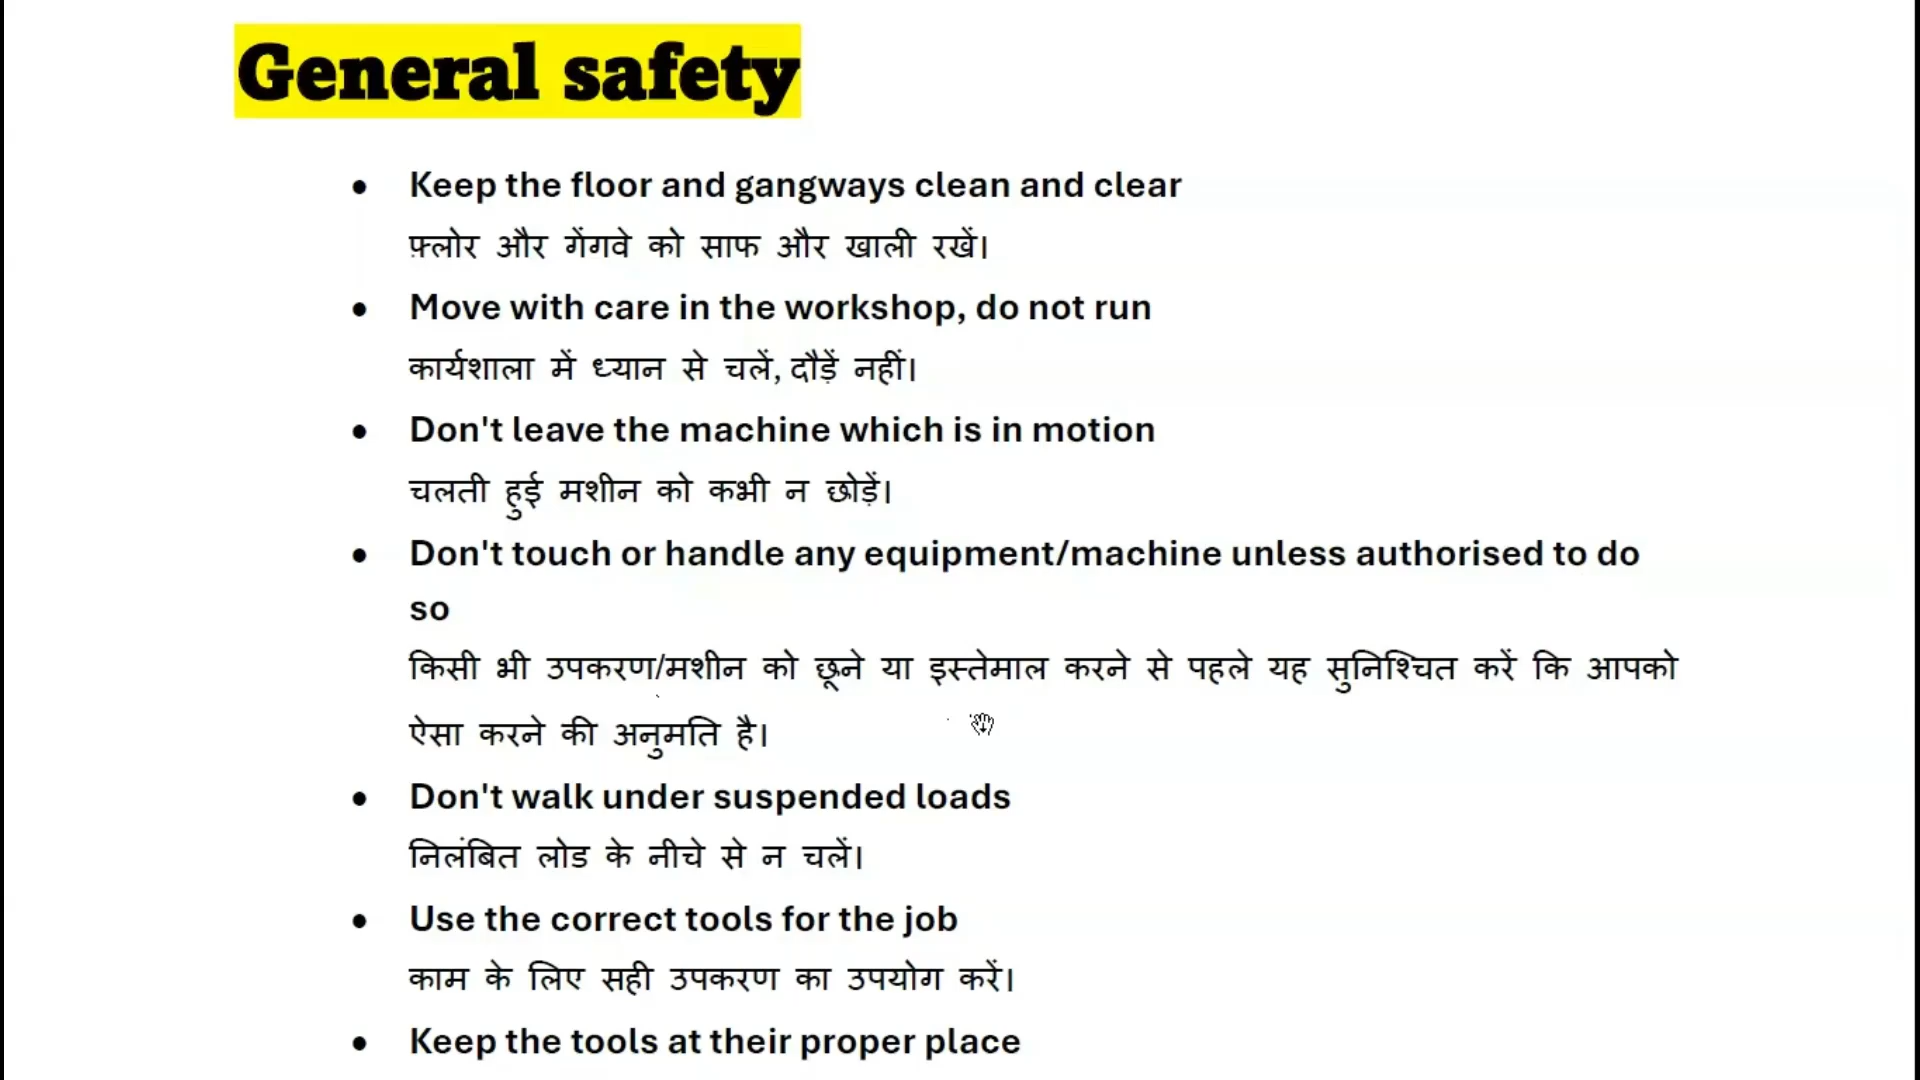 General safety
• Keep the floor and gangways clean and clear
फ़्लोर और गेंगवे को साफ और खाली रखें।
• Move with care in the workshop, do not run
कार्यशाला में ध्यान से चलें, दौड़ें नहीं।
• Don't leave the machine which is in motion
चलती हुई मशीन को कभी न छोड़ें।
• Don't touch or handle any equipment/machine unless authorised to do
so
किसी भी उपकरण/मशीन को छूने या इस्तेमाल करने से पहले यह सुनिश्चित करें कि आपको
ऐसा करने की अनुमति है।
• Don't walk under suspended loads
निलंबित लोड के नीचे से न चलें।
• Use the correct tools for the job
काम के लिए सही उपकरण का उपयोग करें।
• Keep the tools at their proper place